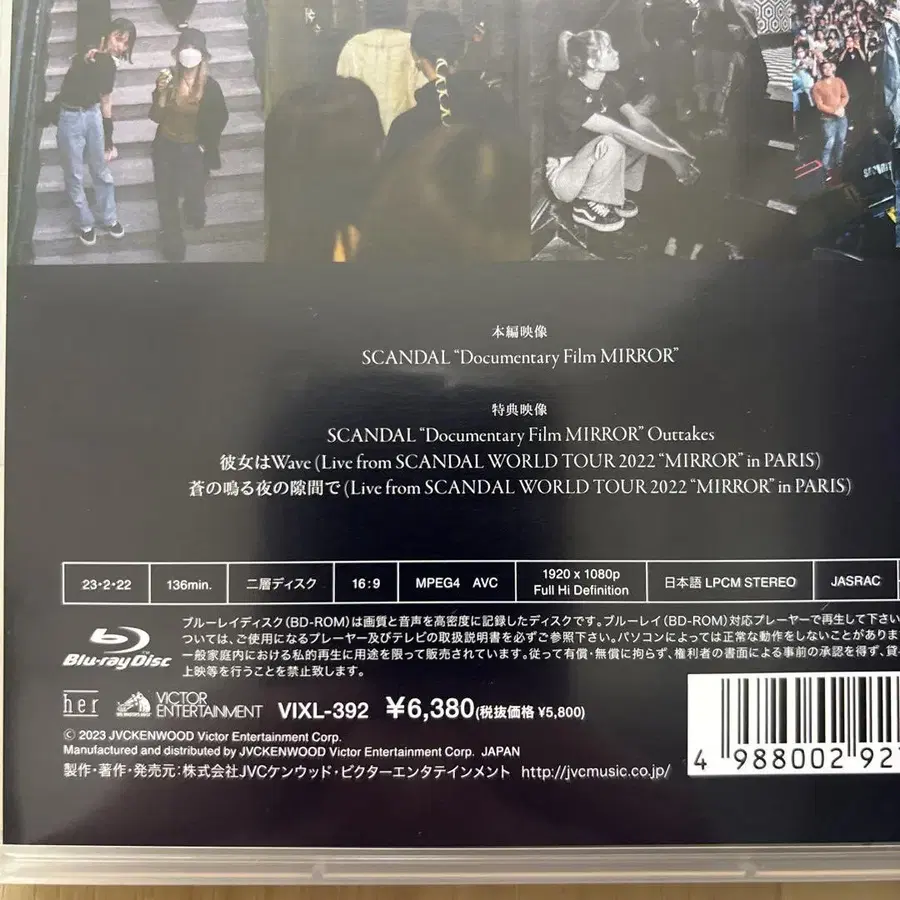 本編映像
SCANDAL “Documentary Film MIRROR”
特典映像
SCANDAL “Documentary Film MIRROR” Outtakes
彼女はWave (Live from SCANDAL WORLD TOUR 2022 “MIRROR” in PARIS)
蒼の鳴る夜の隙間で (Live from SCANDAL WORLD TOUR 2022 “MIRROR” in PARIS)
23・2・22 136min. 二層ディスク 16:9 MPEG4 AVC 1920 x 1080p Full Hi Definition 日本語 LPCM STEREO JASRAC
Blu-ray Disc
ブルーレイディスク(BD-ROM)は画質と音声を高密度に記録したディスクです。ブルーレイ(BD-ROM)対応プレーヤーで再生して下さい
ついては、ご使用になるプレーヤー及びテレビの取扱説明書を必ずご参照下さい。パソコンによっては正常な動作をしないことがありま
一般家庭内における私的再生に用途を限って販売されています。従って有償・無償に拘らず、権利者の書面による事前の承認を得ず、貸
上映等を行うことを禁止致します。
her VICTOR ENTERTAINMENT VIXL-392 ¥6,380(税抜価格 ¥5,800)
Ⓒ 2023 JVCKENWOOD Victor Entertainment Corp.
Manufactured and distributed by JVCKENWOOD Victor Entertainment Corp. JAPAN
製作・著作・発売元：株式会社JVCケンウッド・ビクターエンタテインメント http://jvcmusic.co.jp/
4 988002 92